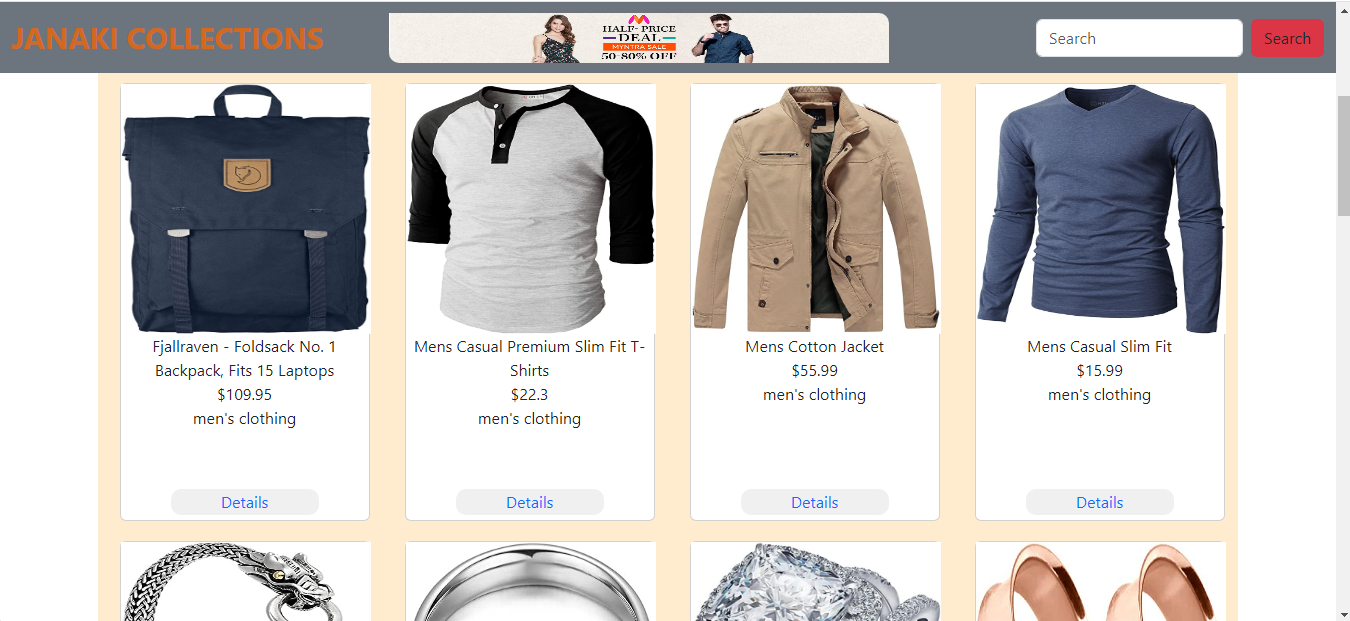 JANAKI COLLECTIONS
HALF-PRICE
DEAL
MYNTRA SALE
50-80% OFF
Search
Search
Fjallraven - Foldsack No. 1
Backpack, Fits 15 Laptops
$109.95
men's clothing
Details
Mens Casual Premium Slim Fit T-
Shirts
$22.3
men's clothing
Details
Mens Cotton Jacket
$55.99
men's clothing
Details
Mens Casual Slim Fit
$15.99
men's clothing
Details